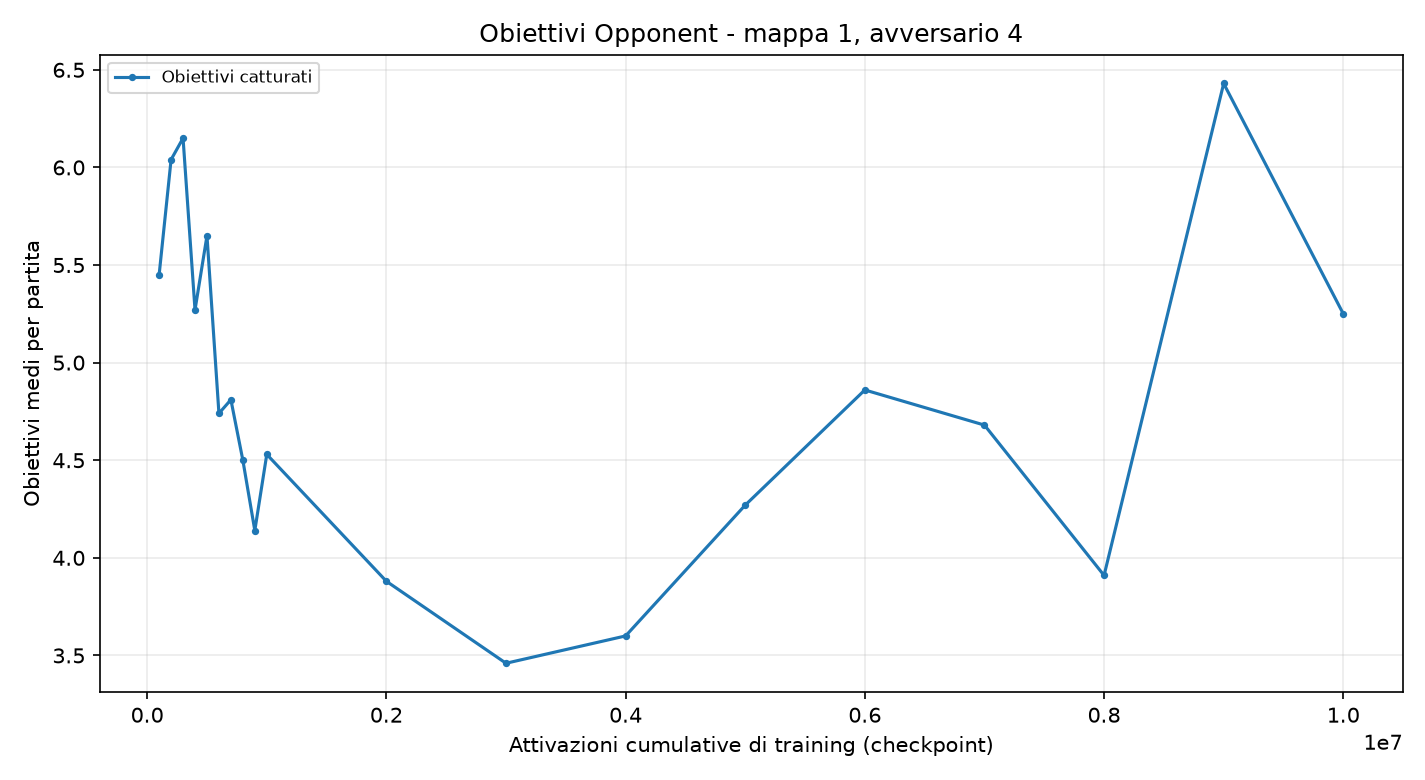 Obiettivi Opponent - mappa 1, avversario 4
Obiettivi catturati
Obiettivi medi per partita
6.5
6.0
5.5
5.0
4.5
4.0
3.5
0.0 0.2 0.4 0.6 0.8 1.0
1e7
Attivazioni cumulative di training (checkpoint)